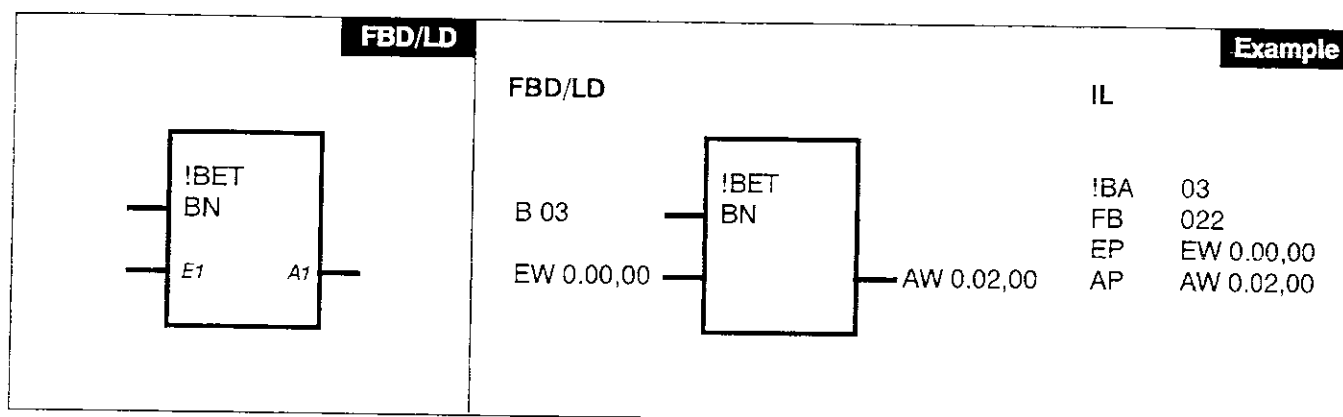 FBD/LD
!BET
BN
E1 A1
Example
FBD/LD
!BET
BN
B 03
EW 0.00,00
AW 0.02,00
IL
!BA 03
FB 022
EP EW 0.00,00
AP AW 0.02,00